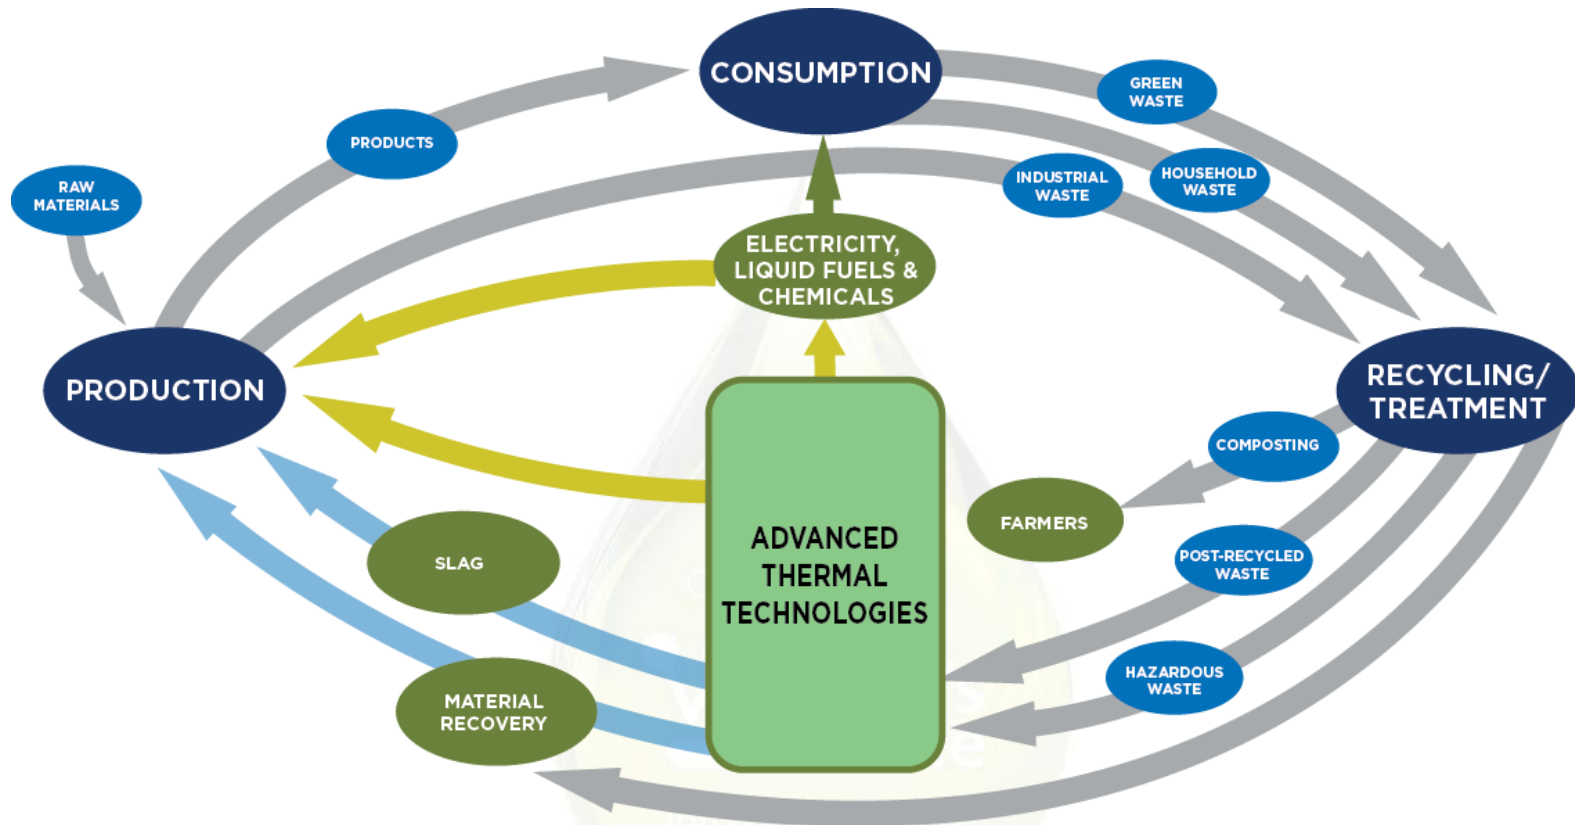 CONSUMPTION
GREEN
WASTE
PRODUCTS
RAW
MATERIALS
INDUSTRIAL
WASTE
HOUSEHOLD
WASTE
ELECTRICITY,
LIQUID FUELS &
CHEMICALS
PRODUCTION
RECYCLING/
TREATMENT
COMPOSTING
FARMERS
SLAG
ADVANCED
THERMAL
TECHNOLOGIES
POST-RECYCLED
WASTE
HAZARDOUS
WASTE
MATERIAL
RECOVERY